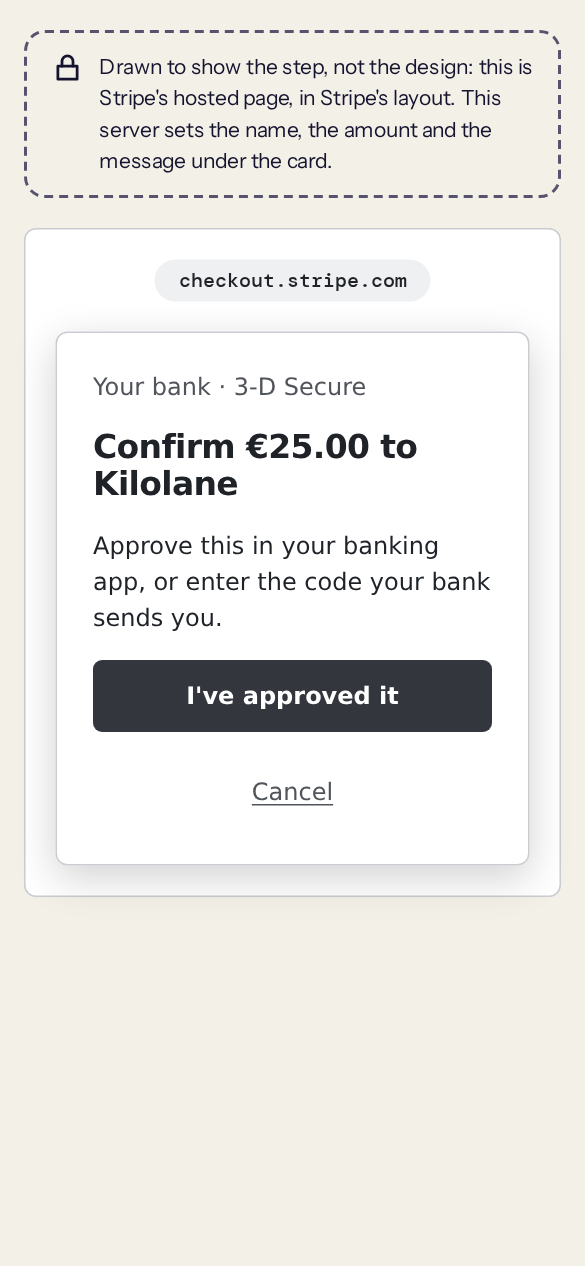 Drawn to show the step, not the design: this is
Stripe's hosted page, in Stripe's layout. This
server sets the name, the amount and the
message under the card.
checkout.stripe.com
Your bank · 3-D Secure
Confirm €25.00 to
Kilolane
Approve this in your banking
app, or enter the code your bank
sends you.
I've approved it
Cancel